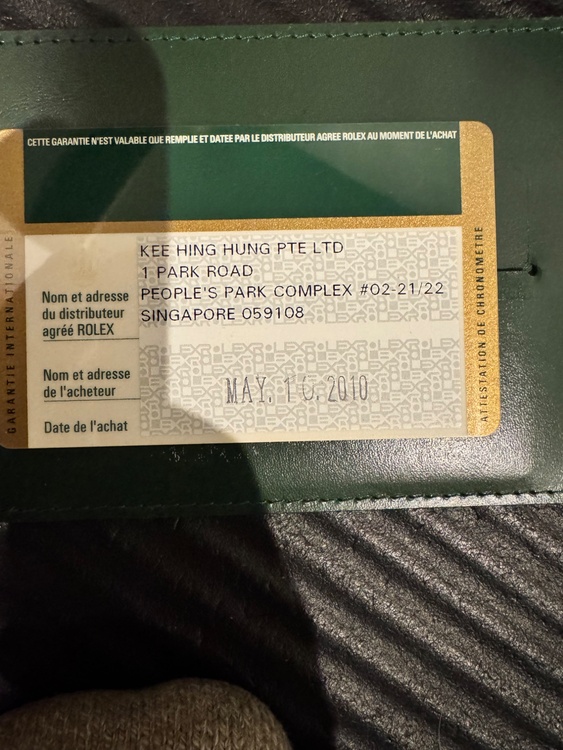 CETTE GARANTIE N'EST VALABLE QUE REMPLIE ET DATEE PAR LE DISTRIBUTEUR AGREE ROLEX AU MOMENT DE L'ACHAT
GARANTIE INTERNATIONALE
Nom et adresse
du distributeur
agréé ROLEX
KEE HING HUNG PTE LTD
1 PARK ROAD
PEOPLE'S PARK COMPLEX #02-21/22
SINGAPORE 059108
Nom et adresse
de l'acheteur
MAY. 2010
Date de l'achat
ATTESTATION DE CHRONOMETRE